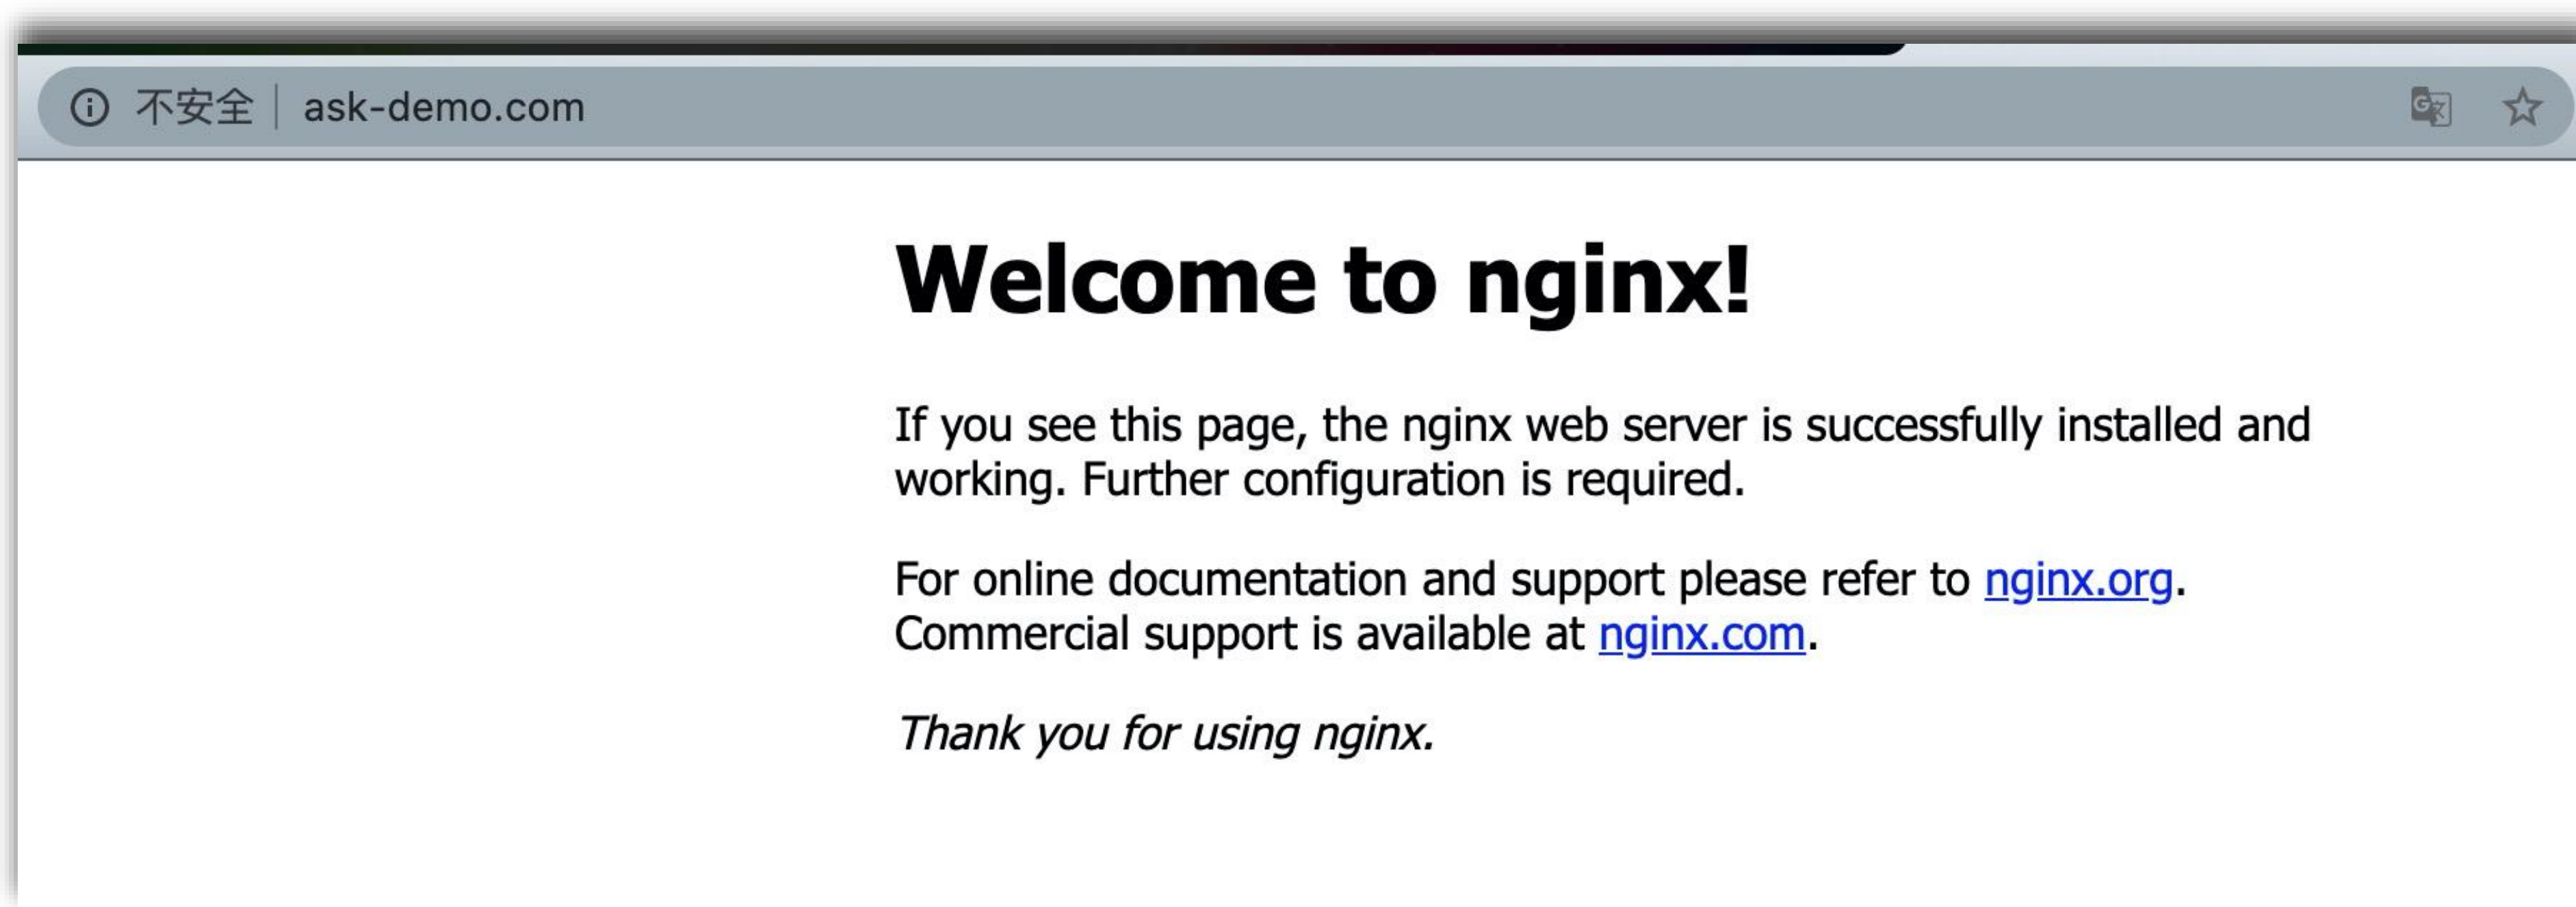 不安全 ask-demo.com
Welcome to nginx!
If you see this page, the nginx web server is successfully installed and
working. Further configuration is required.
For online documentation and support please refer to nginx.org.
Commercial support is available at nginx.com.
Thank you for using nginx.